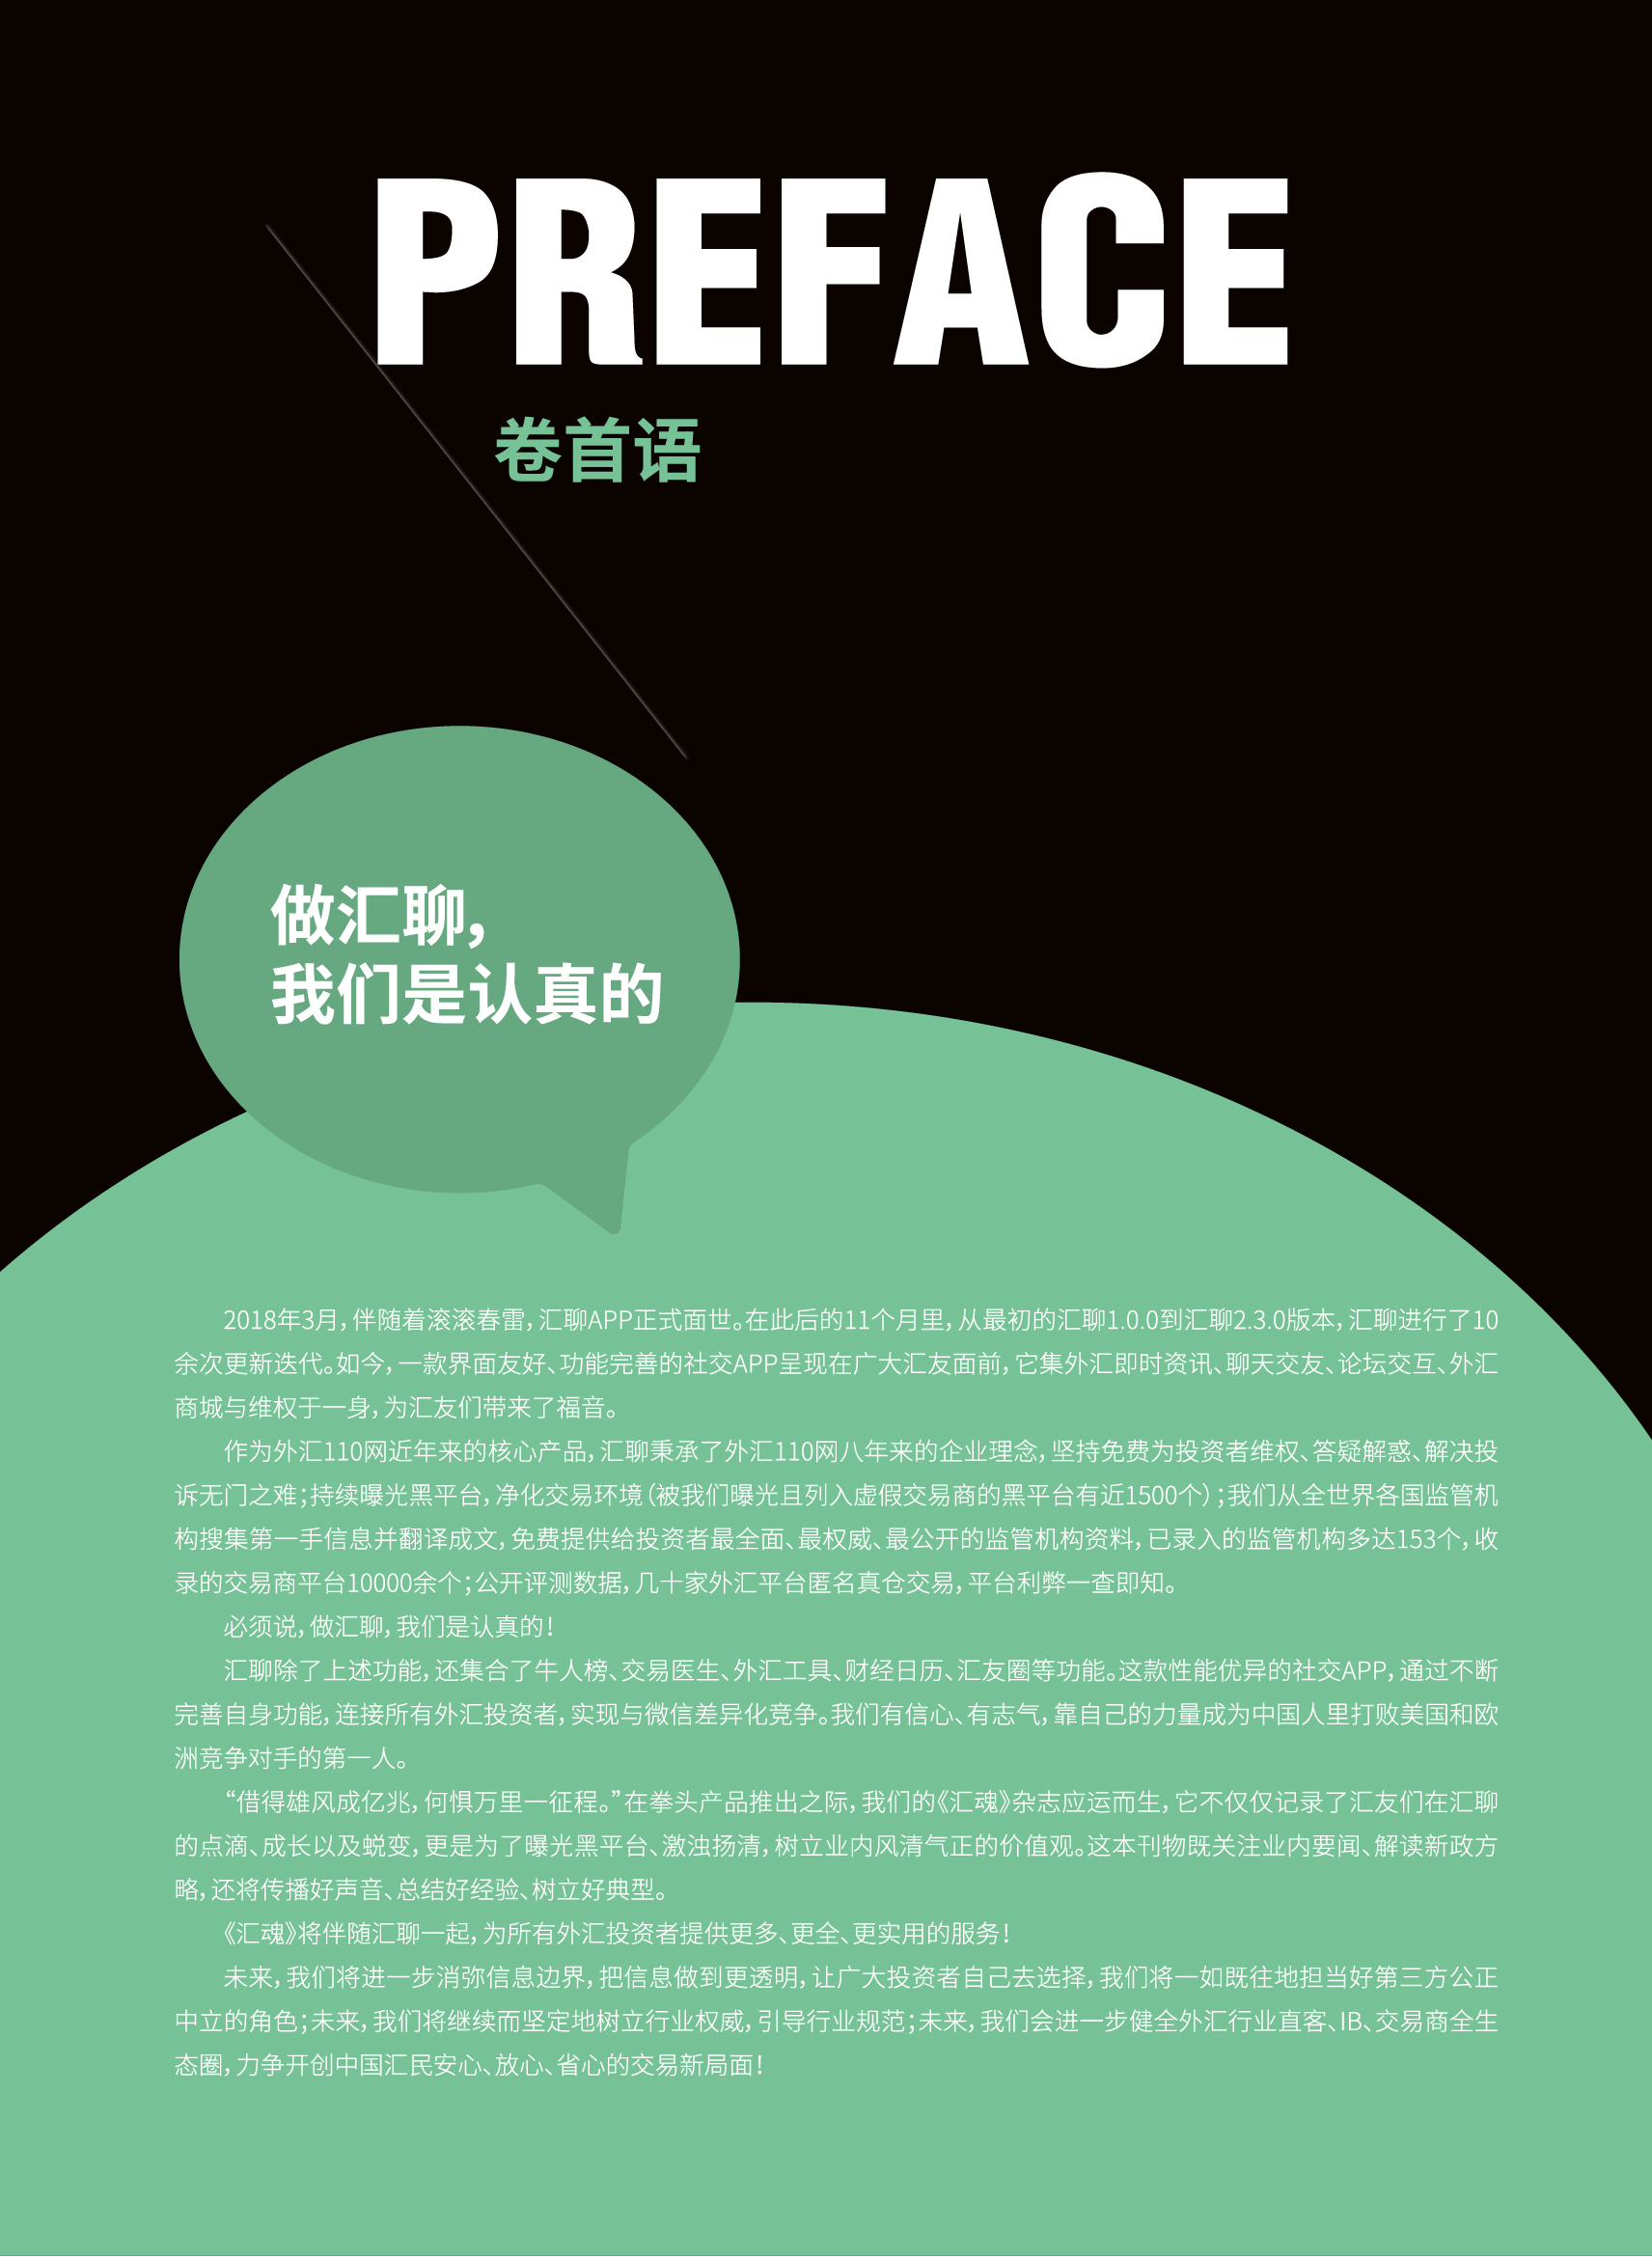 PREFACE
卷首语
做汇聊，
我们是认真的
2018年3月，伴随着滚滚春雷，汇聊APP正式面世。在此后的11个月里，从最初的汇聊1.0.0到汇聊2.3.0版本，汇聊进行了10
余次更新迭代。如今，一款界面友好、功能完善的社交APP呈现在广大汇友面前，它集外汇即时资讯、聊天交友、论坛交互、外汇
商城与维权于一身，为汇友们带来了福音。
作为外汇110网近年来的核心产品，汇聊秉承了外汇110网八年来的企业理念，坚持免费为投资者维权、答疑解惑、解决投
诉无门之难；持续曝光黑平台，净化交易环境（被我们曝光且列入虚假交易商的黑平台有近1500个）；我们从全世界各国监管机
构搜集第一手信息并翻译成文，免费提供给投资者最全面、最权威、最公开的监管机构资料，已录入的监管机构多达153个，收
录的交易商平台10000余个；公开评测数据，几十家外汇平台匿名真仓交易，平台利弊一查即知。
必须说，做汇聊，我们是认真的！
汇聊除了上述功能，还集合了牛人榜、交易医生、外汇工具、财经日历、汇友圈等功能。这款性能优异的社交APP，通过不断
完善自身功能，连接所有外汇投资者，实现与微信差异化竞争。我们有信心、有志气，靠自己的力量成为中国人里打败美国和欧
洲竞争对手的第一人。
“借得雄风成亿兆，何惧万里一征程。”在拳头产品推出之际，我们的《汇魂》杂志应运而生，它不仅仅记录了汇友们在汇聊
的点滴、成长以及蜕变，更是为了曝光黑平台、激浊扬清，树立业内风清气正的价值观。这本刊物既关注业内要闻、解读新政方
略，还将传播好声音、总结好经验、树立好典型。
《汇魂》将伴随汇聊一起，为所有外汇投资者提供更多、更全、更实用的服务！
未来，我们将进一步消弥信息边界，把信息做到更透明，让广大投资者自己去选择，我们将一如既往地担当好第三方公正
中立的角色；未来，我们将继续而坚定地树立行业权威，引导行业规范；未来，我们会进一步健全外汇行业直客、IB、交易商全生
态圈，力争开创中国汇民安心、放心、省心的交易新局面！